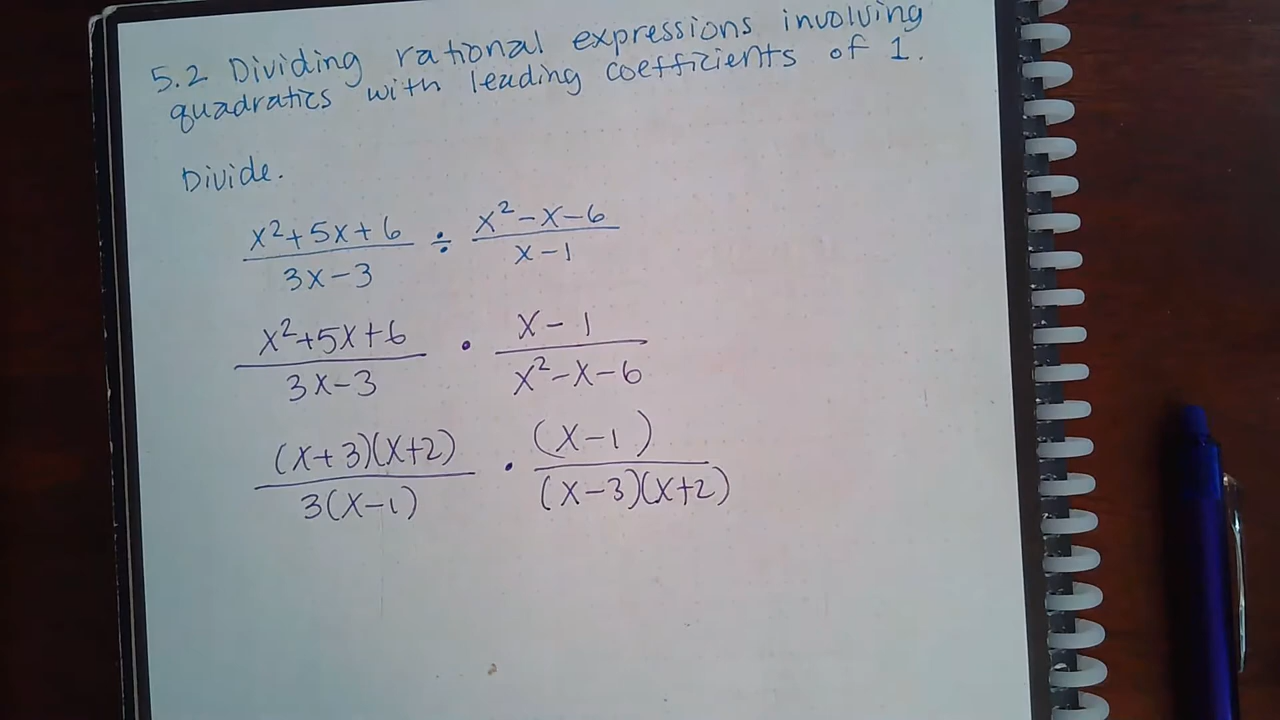 5.2 Dividing rational expressions involving
quadratics with leading coefficients of 1.
Divide.
x²+5x+6 / 3x-3 ÷ x²-x-6 / x-1
x²+5x+6 / 3x-3 · x-1 / x²-x-6
(x+3)(x+2) / 3(x-1) · (x-1) / (x-3)(x+2)